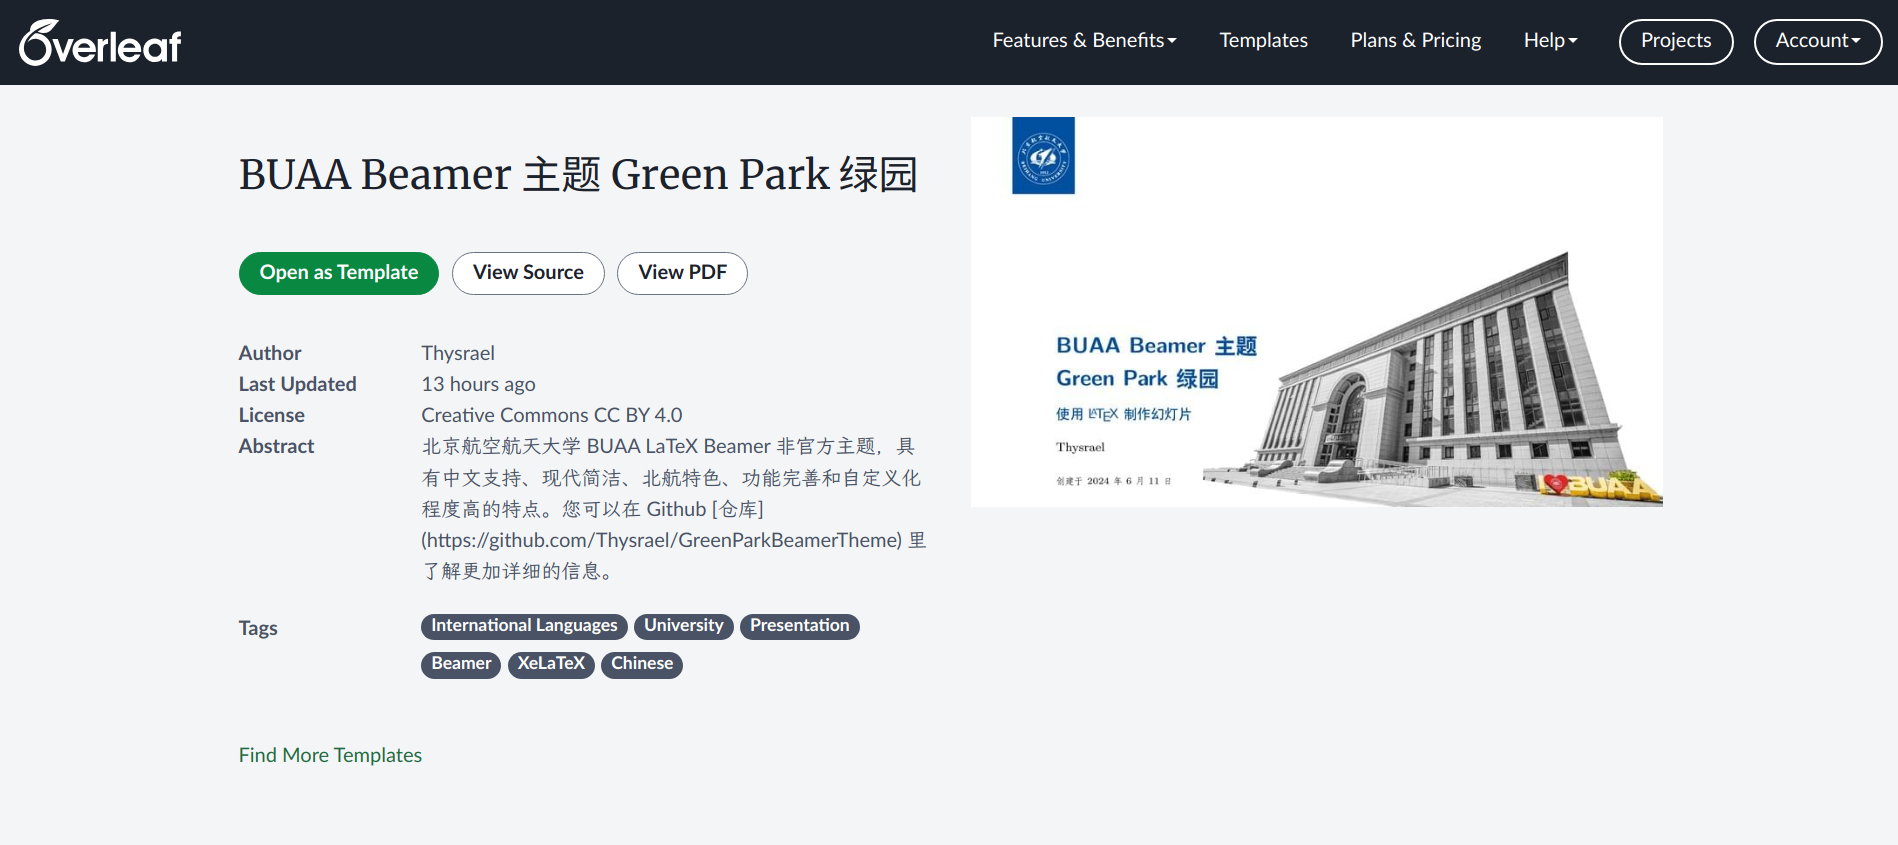 Overleaf
Features & Benefits
Templates
Plans & Pricing
Help
Projects
Account
BUAA Beamer 主题 Green Park 绿园
Open as Template
View Source
View PDF
Author Thysrael
Last Updated 13 hours ago
License Creative Commons CC BY 4.0
Abstract 北京航空航天大学 BUAA LaTeX Beamer 非官方主题，具
有中文支持、现代简洁、北航特色、功能完善和自定义化
程度高的特点。您可以在 Github [仓库]
(https://github.com/Thysrael/GreenParkBeamerTheme) 里
了解更加详细的信息。
Tags International Languages University Presentation
Beamer XeLaTeX Chinese
Find More Templates
BUAA Beamer 主题
Green Park 绿园
使用 LaTeX 制作幻灯片
Thysrael
创建于 2024 年 6 月 11 日
BUAA